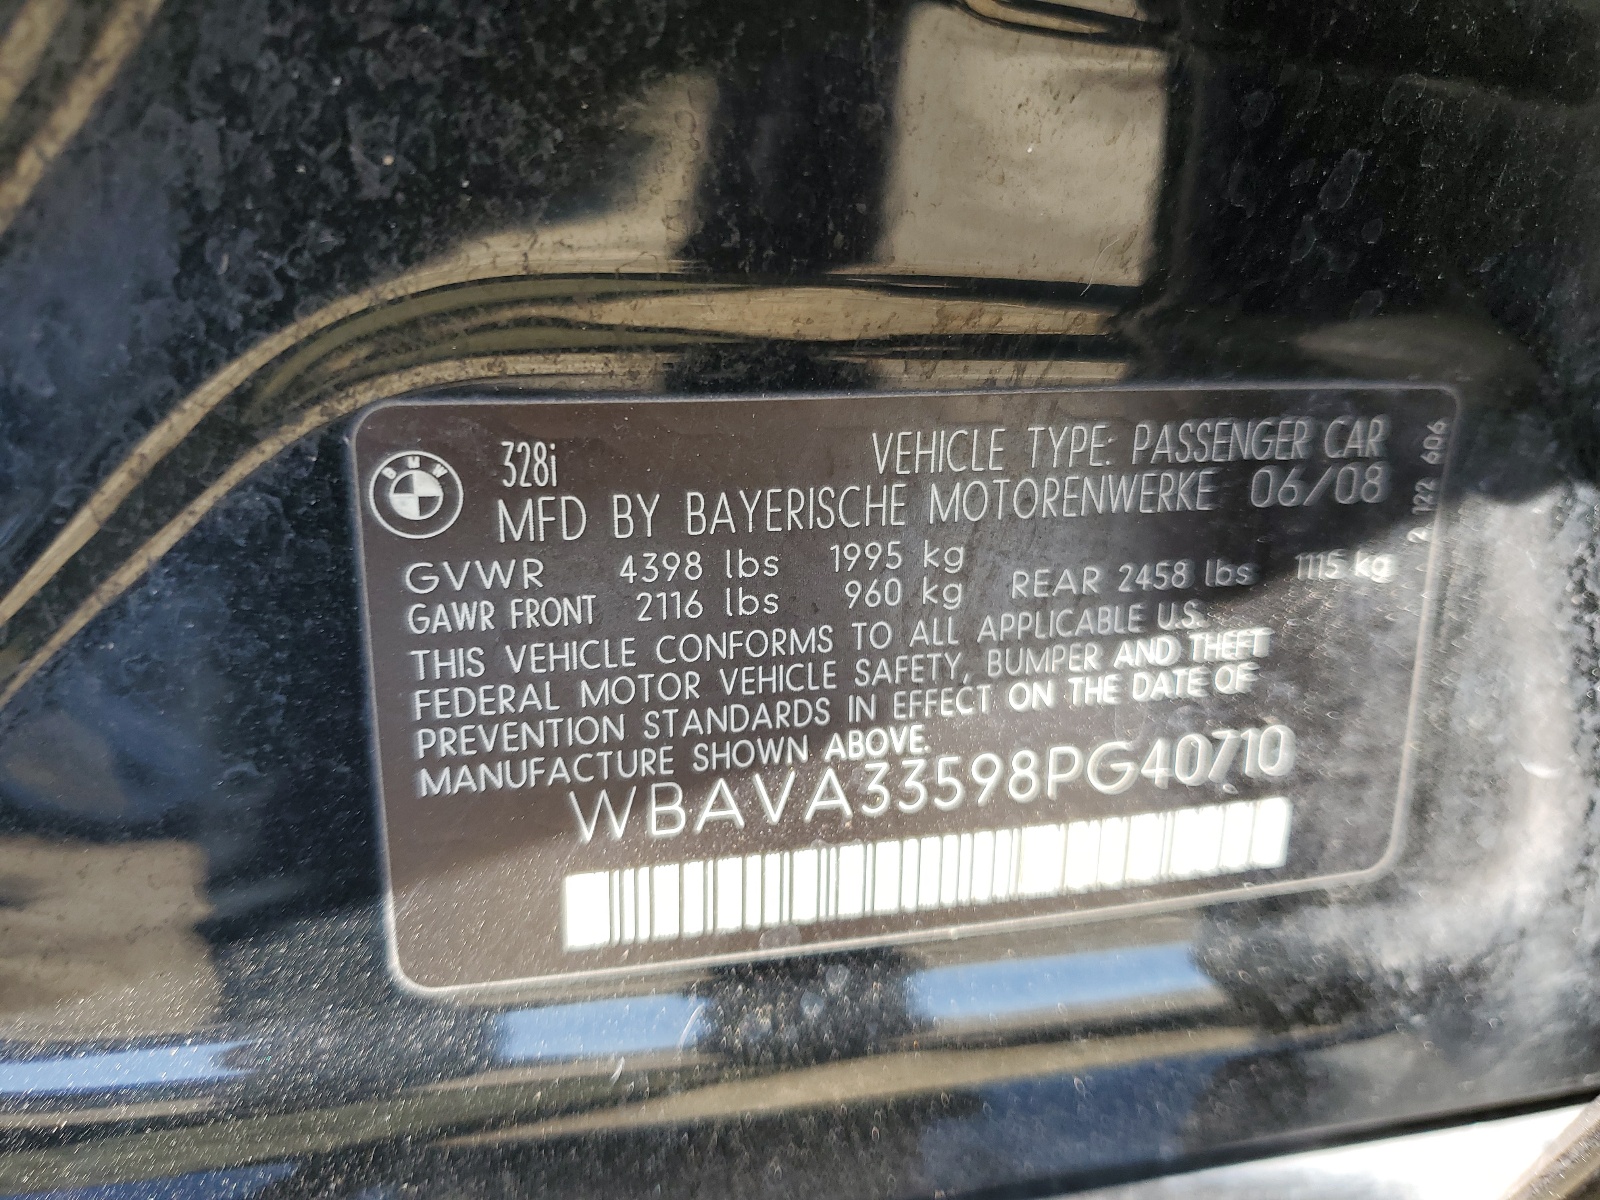 BMW
328i VEHICLE TYPE: PASSENGER CAR
MFD BY BAYERISCHE MOTORENWERKE 06/08
GVWR 4398 lbs 1995 kg
GAWR FRONT 2116 lbs 960 kg REAR 2458 lbs 1115 kg
THIS VEHICLE CONFORMS TO ALL APPLICABLE U.S.
FEDERAL MOTOR VEHICLE SAFETY, BUMPER AND THEFT
PREVENTION STANDARDS IN EFFECT ON THE DATE OF
MANUFACTURE SHOWN ABOVE.
WBAVA33598PG40710